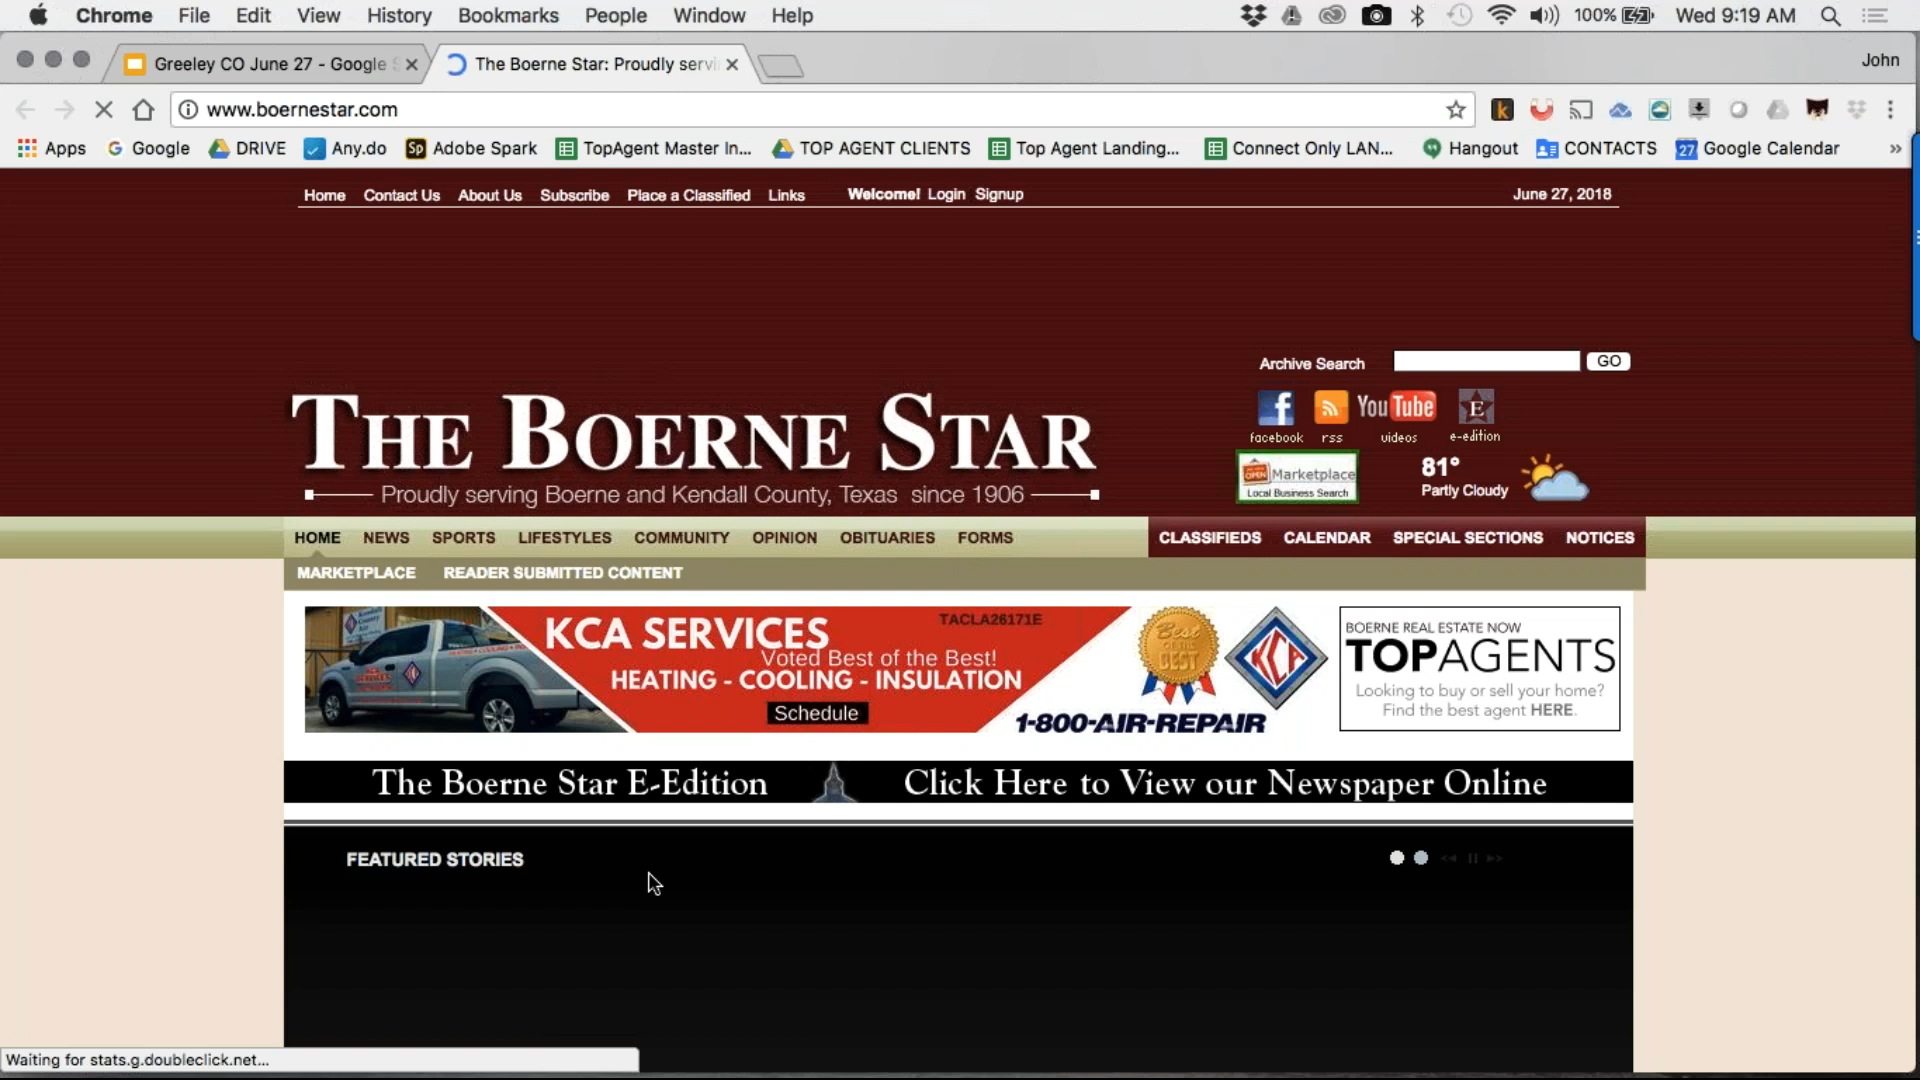 Chrome File Edit View History Bookmarks People Window Help 100% Wed 9:19 AM
Greeley CO June 27 - Google The Boerne Star: Proudly servi John
www.boernestar.com
Apps Google DRIVE Any.do Adobe Spark TopAgent Master In... TOP AGENT CLIENTS Top Agent Landing... Connect Only LAN... Hangout CONTACTS 27 Google Calendar »
Home Contact Us About Us Subscribe Place a Classified Links Welcome! Login Signup June 27, 2018
Archive Search GO
facebook rss YouTube videos E e-edition
THE BOERNE STAR
Proudly serving Boerne and Kendall County, Texas since 1906
OPEN Marketplace
Local Business Search
81°
Partly Cloudy
HOME NEWS SPORTS LIFESTYLES COMMUNITY OPINION OBITUARIES FORMS CLASSIFIEDS CALENDAR SPECIAL SECTIONS NOTICES
MARKETPLACE READER SUBMITTED CONTENT
KCA SERVICES
TACLA26171E
Voted Best of the Best!
HEATING - COOLING - INSULATION
Schedule
Best OF THE BEST
KCA
1-800-AIR-REPAIR
BOERNE REAL ESTATE NOW
TOPAGENTS
Looking to buy or sell your home?
Find the best agent HERE.
The Boerne Star E-Edition Click Here to View our Newspaper Online
FEATURED STORIES
Waiting for stats.g.doubleclick.net...